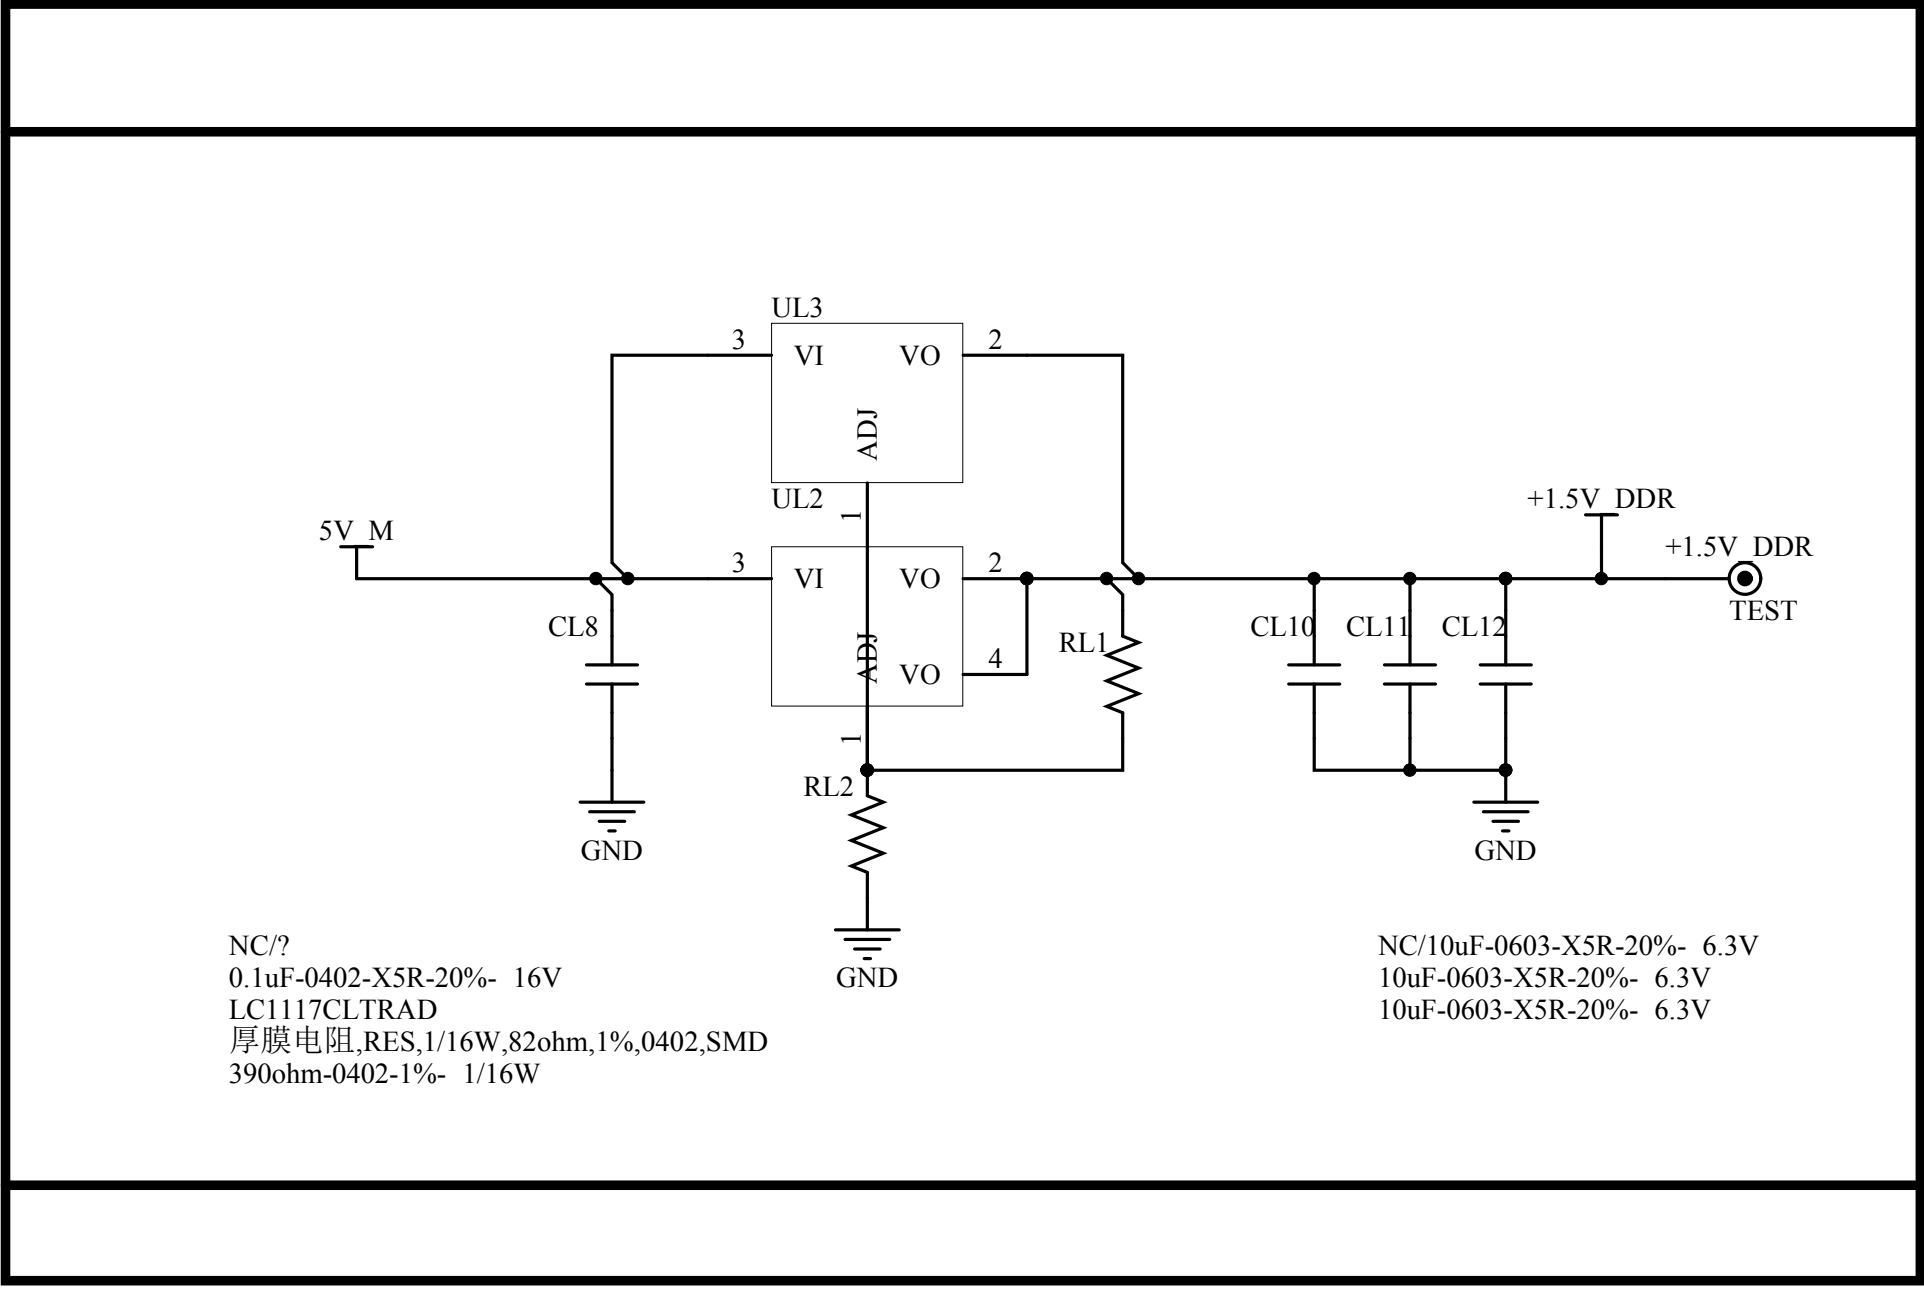 UL3
3 VI VO 2
ADJ
UL2 1
5V_M
3 VI VO 2
+1.5V_DDR
+1.5V_DDR
TEST
CL8
ADJ
VO 4
RL1
CL10 CL11 CL12
1
RL2
GND
GND
GND
NC/?
0.1uF-0402-X5R-20%- 16V
LC1117CLTRAD
厚膜电阻,RES,1/16W,82ohm,1%,0402,SMD
390ohm-0402-1%- 1/16W
NC/10uF-0603-X5R-20%- 6.3V
10uF-0603-X5R-20%- 6.3V
10uF-0603-X5R-20%- 6.3V